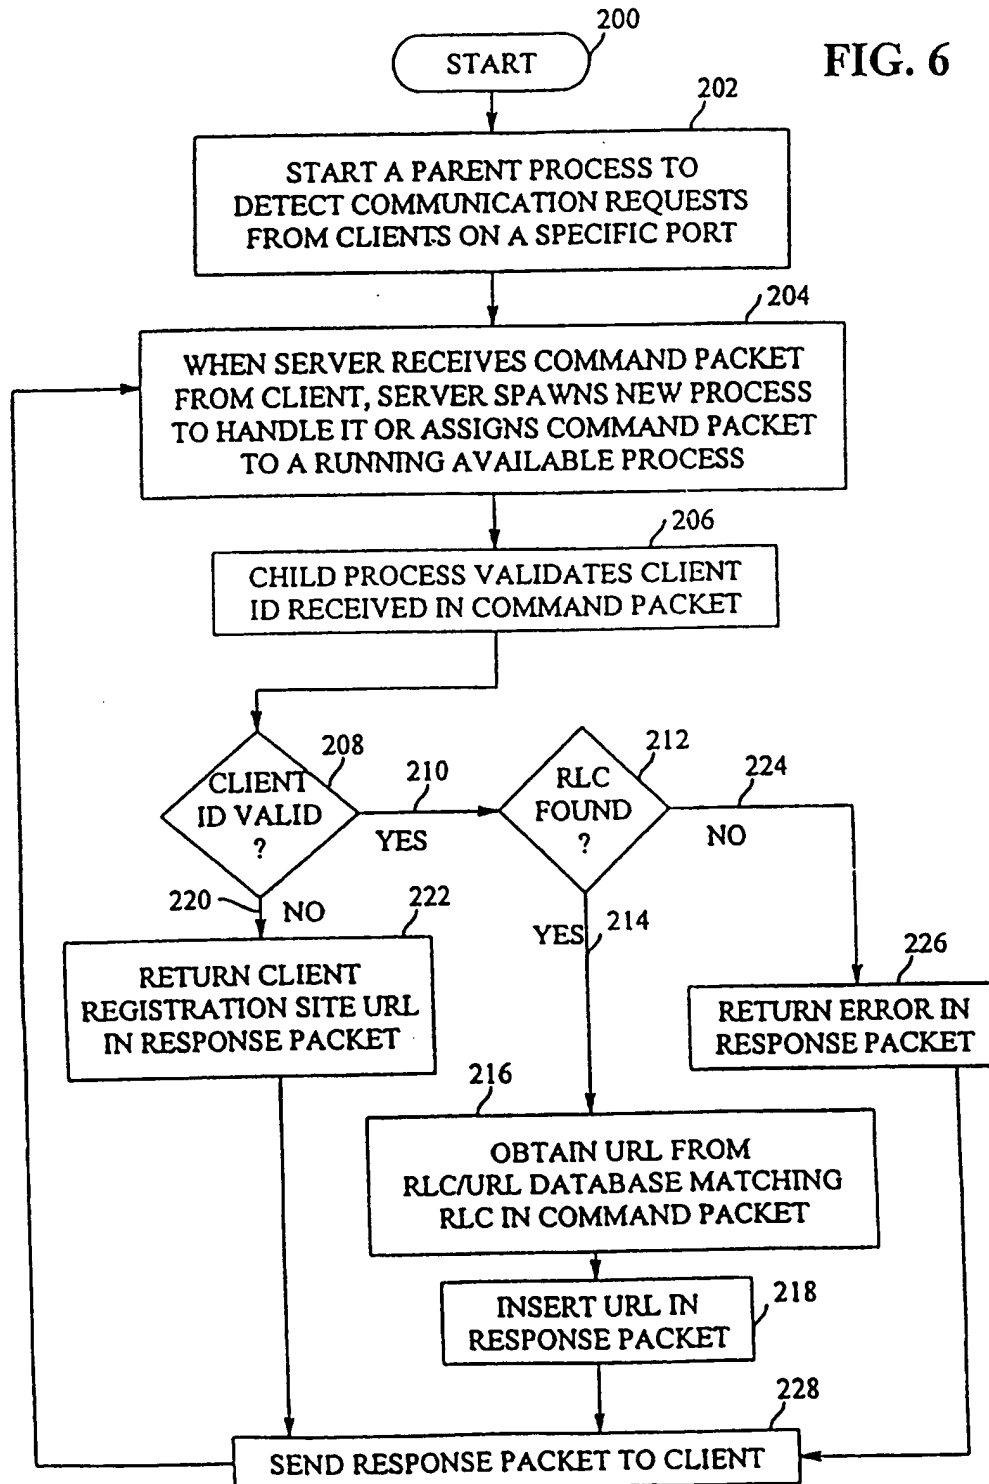 200
START
FIG. 6
202
START A PARENT PROCESS TO
DETECT COMMUNICATION REQUESTS
FROM CLIENTS ON A SPECIFIC PORT
204
WHEN SERVER RECEIVES COMMAND PACKET
FROM CLIENT, SERVER SPAWNS NEW PROCESS
TO HANDLE IT OR ASSIGNS COMMAND PACKET
TO A RUNNING AVAILABLE PROCESS
206
CHILD PROCESS VALIDATES CLIENT
ID RECEIVED IN COMMAND PACKET
208
CLIENT
ID VALID
?
210
YES
212
RLC
FOUND
?
224
NO
220
NO
222
RETURN CLIENT
REGISTRATION SITE URL
IN RESPONSE PACKET
YES
214
226
RETURN ERROR IN
RESPONSE PACKET
216
OBTAIN URL FROM
RLC/URL DATABASE MATCHING
RLC IN COMMAND PACKET
218
INSERT URL IN
RESPONSE PACKET
228
SEND RESPONSE PACKET TO CLIENT